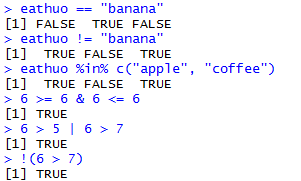 > eathuo == "banana"
[1] FALSE  TRUE FALSE
> eathuo != "banana"
[1]  TRUE FALSE  TRUE
> eathuo %in% c("apple", "coffee")
[1]  TRUE FALSE  TRUE
> 6 >= 6 & 6 <= 6
[1] TRUE
> 6 > 5 | 6 > 7
[1] TRUE
> !(6 > 7)
[1] TRUE